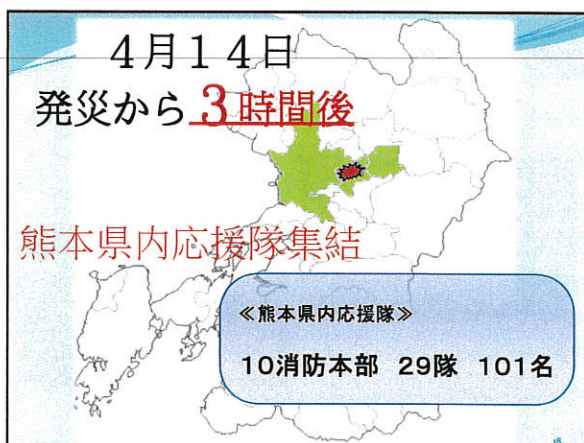 4月14日
発災から3時間後
熊本県内応援隊集結
≪熊本県内応援隊≫
10消防本部 29隊 101名